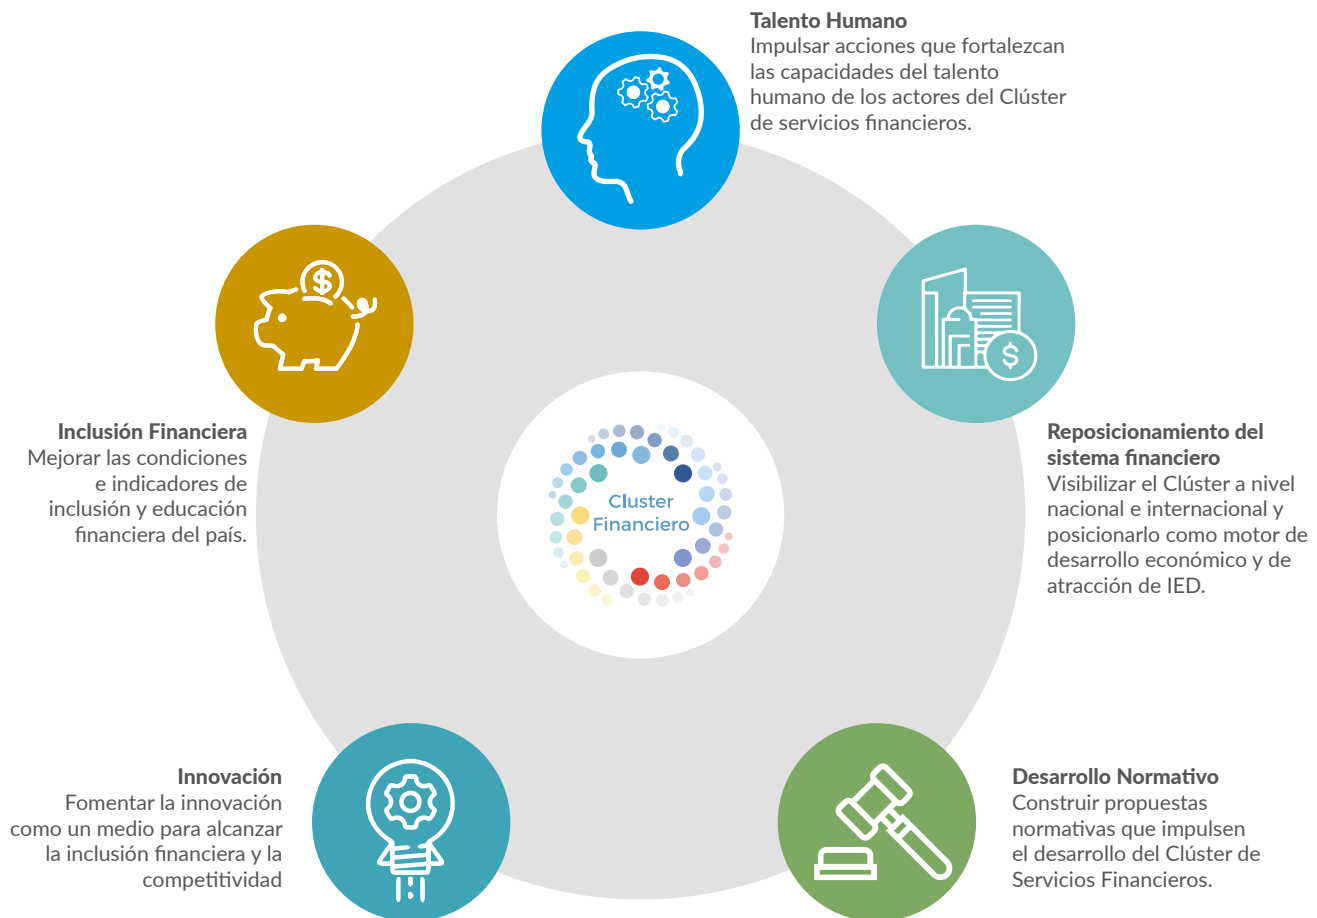 Talento Humano
Impulsar acciones que fortalezcan
las capacidades del talento
humano de los actores del Clúster
de servicios financieros.
$
Inclusión Financiera
Mejorar las condiciones
e indicadores de
inclusión y educación
financiera del país.
Cluster
Financiero
$
Reposicionamiento del
sistema financiero
Visibilizar el Clúster a nivel
nacional e internacional y
posicionarlo como motor de
desarrollo económico y de
atracción de IED.
Innovación
Fomentar la innovación
como un medio para alcanzar
la inclusión financiera y la
competitividad
Desarrollo Normativo
Construir propuestas
normativas que impulsen
el desarrollo del Clúster de
Servicios Financieros.